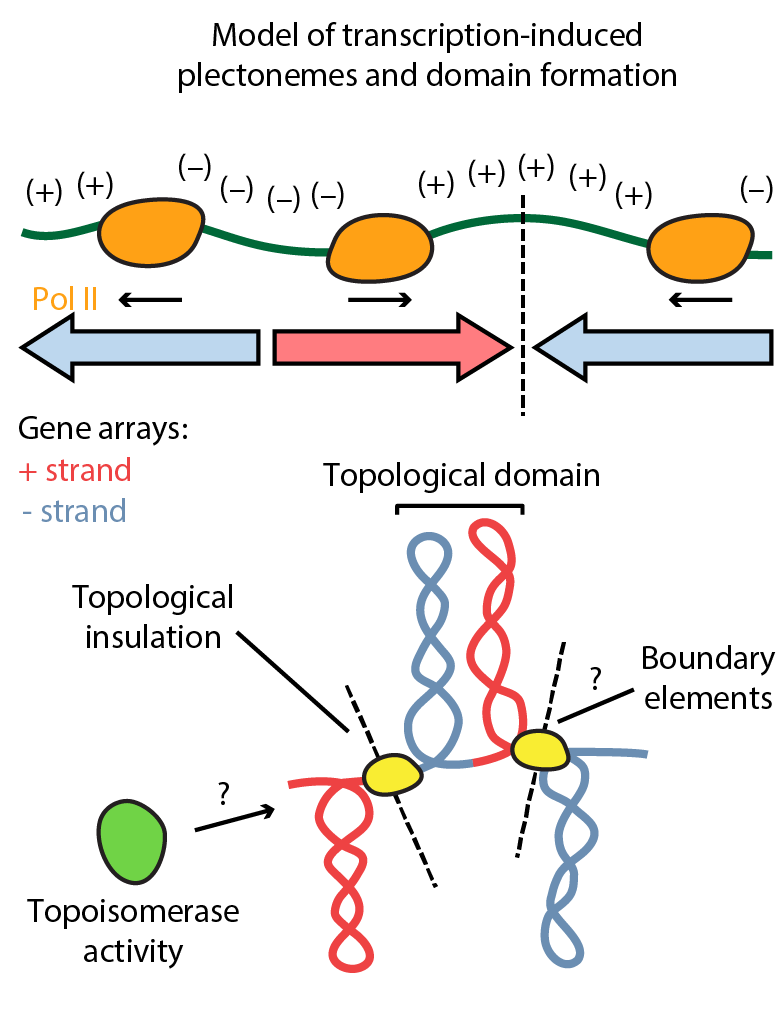 Model of transcription-induced
plectonemes and domain formation
(+) (+) (–) (–) (–) (–) (+) (+) (+) (+) (+) (–)
Pol II
Gene arrays:
+ strand
- strand
Topological domain
Topological
insulation
?
Boundary
elements
?
Topoisomerase
activity